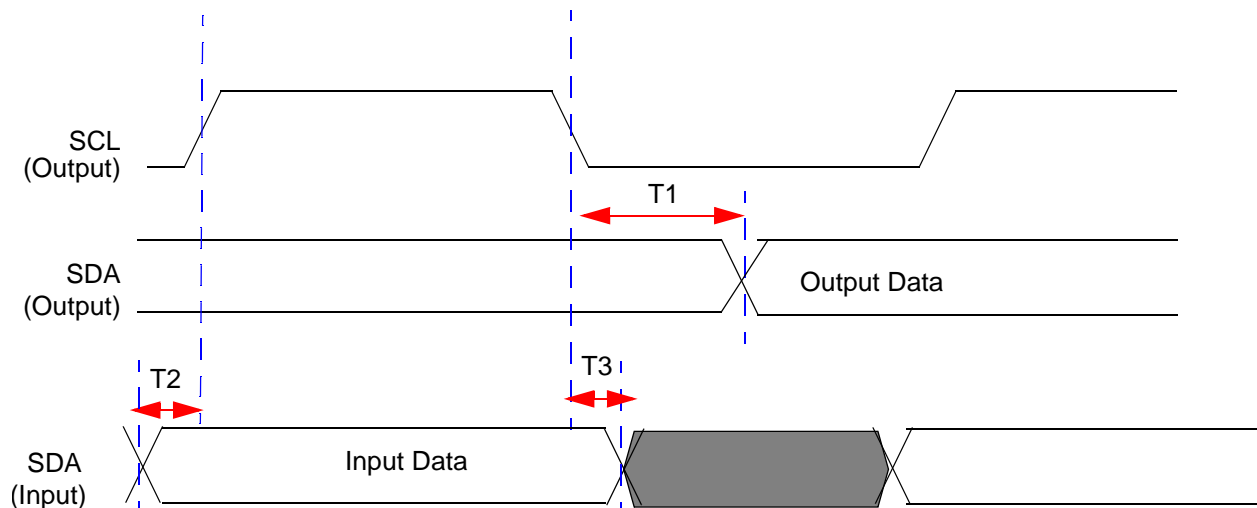 SCL
(Output)
T1
SDA
(Output)
Output Data
T2
T3
SDA
(Input)
Input Data